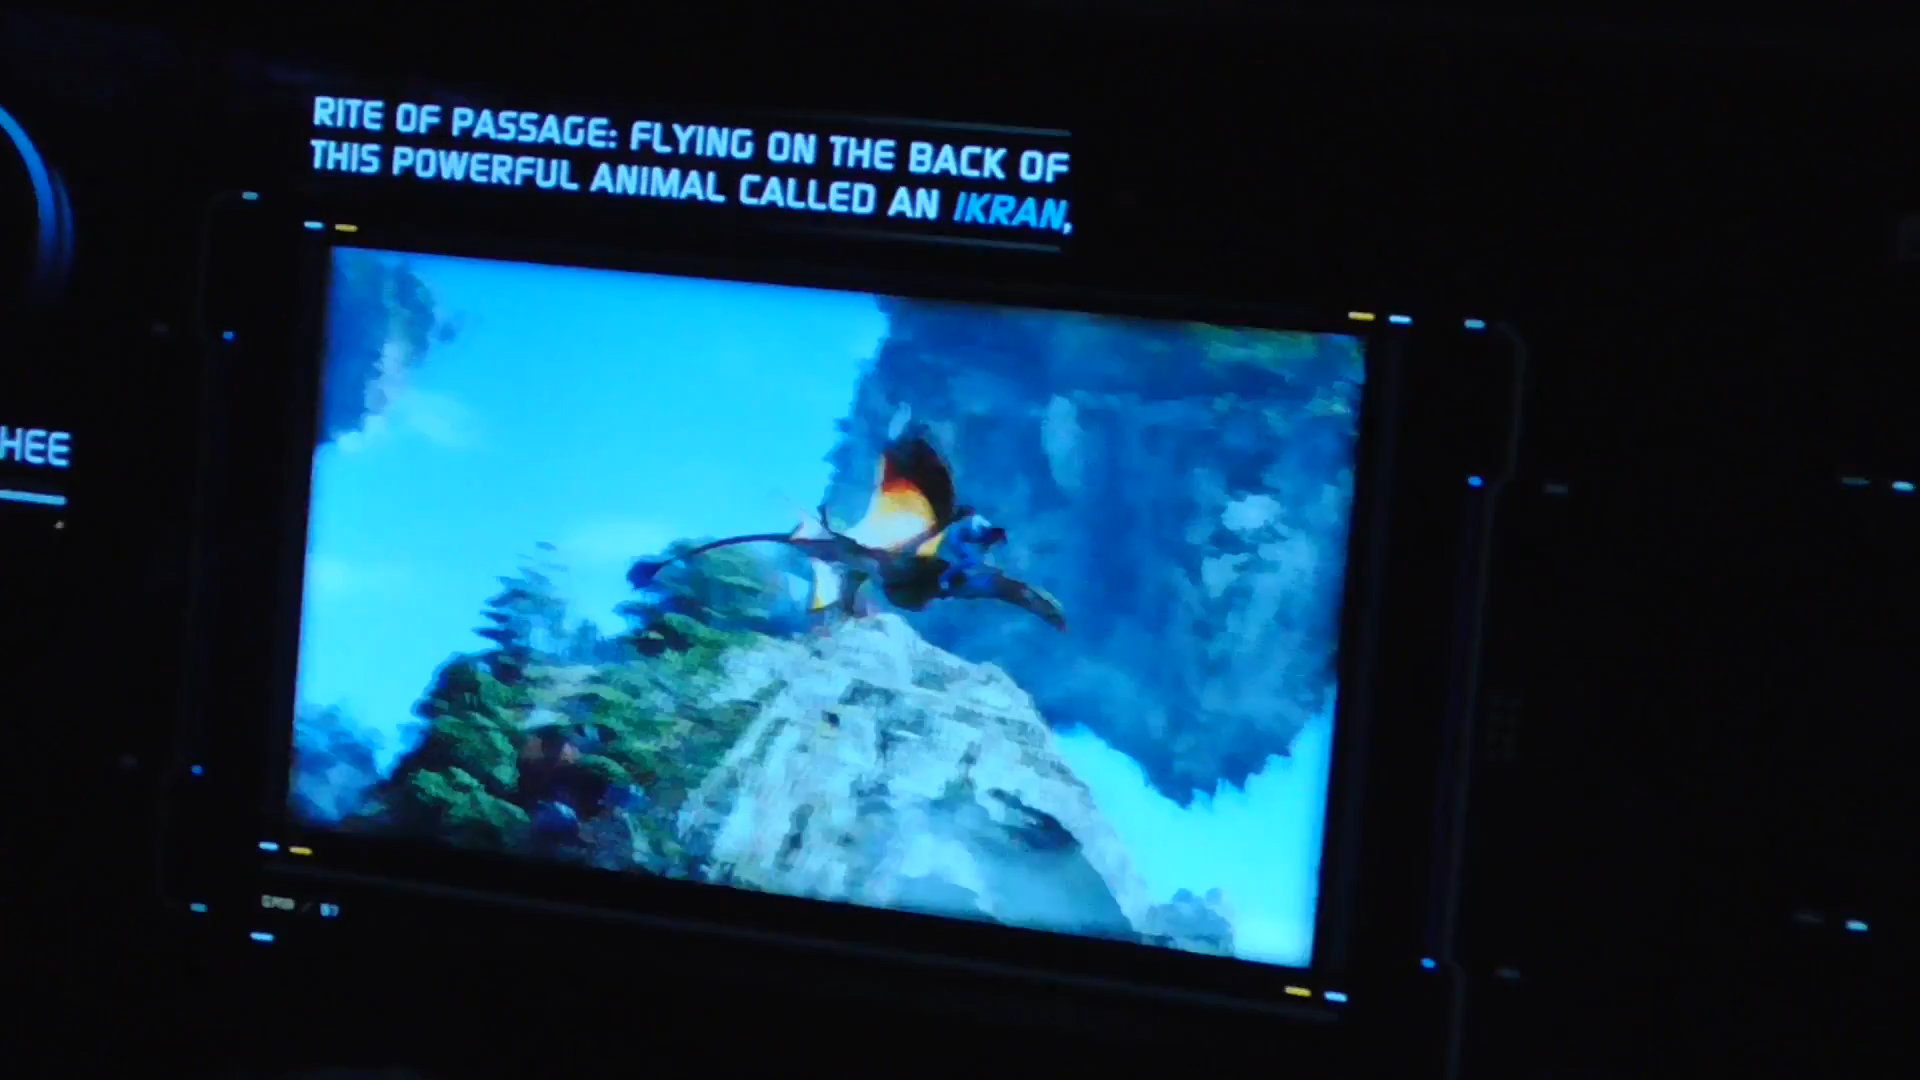 RITE OF PASSAGE: FLYING ON THE BACK OF
THIS POWERFUL ANIMAL CALLED AN IKRAN,
HEE